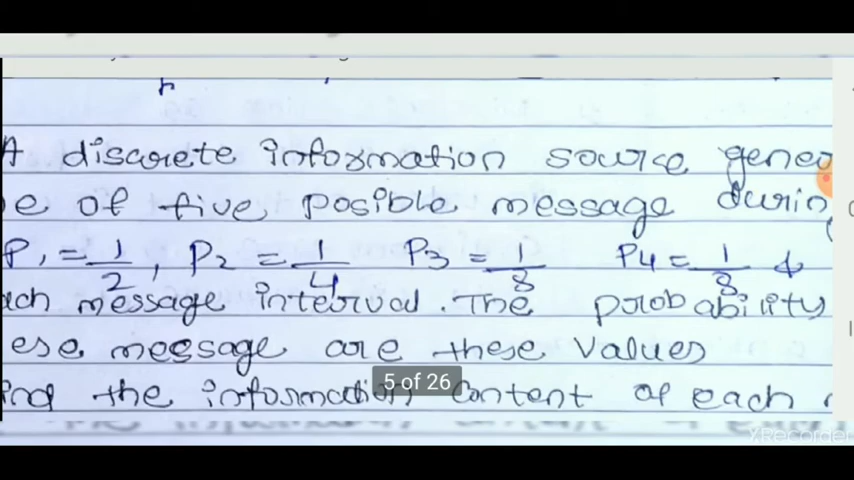 A discrete information source gene
e of five posible message durin
P1 = 1/2, P2 = 1/4 P3 = 1/8 P4 = 1/8 &
ach message interval. The probability
ese message are these values
ind the information content of each
5 of 26
XRecorder